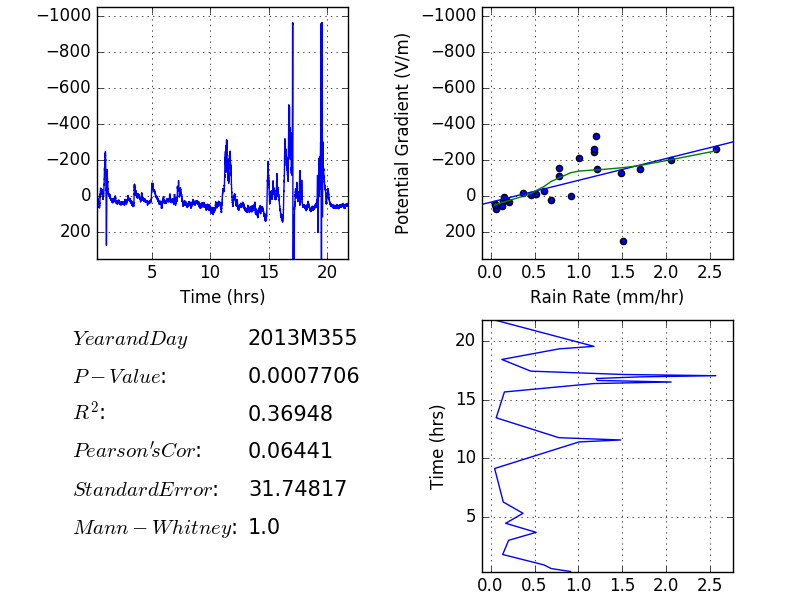 −1000
−800
−600
−400
−200
0
200
5 10 15 20
Time (hrs)
Potential Gradient (V/m)
−1000
−800
−600
−400
−200
0
200
0.0 0.5 1.0 1.5 2.0 2.5
Rain Rate (mm/hr)
YearandDay 2013M355
P−Value: 0.0007706
R²: 0.36948
Pearson′sCor: 0.06441
StandardError: 31.74817
Mann−Whitney: 1.0
Time (hrs)
20
15
10
5
0.0 0.5 1.0 1.5 2.0 2.5